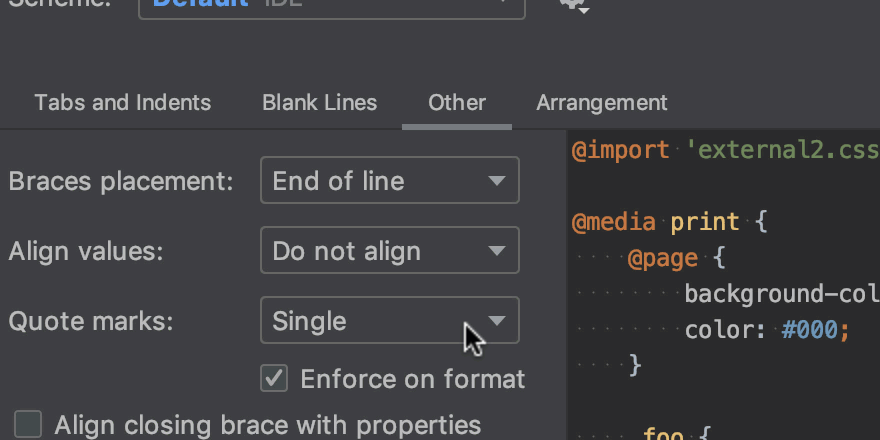 Scheme: Default IDE
Tabs and Indents Blank Lines Other Arrangement
Braces placement: End of line
Align values: Do not align
Quote marks: Single
Enforce on format
Align closing brace with properties
@import 'external2.css
@media print {
@page {
background-col
color: #000;
}
foo {